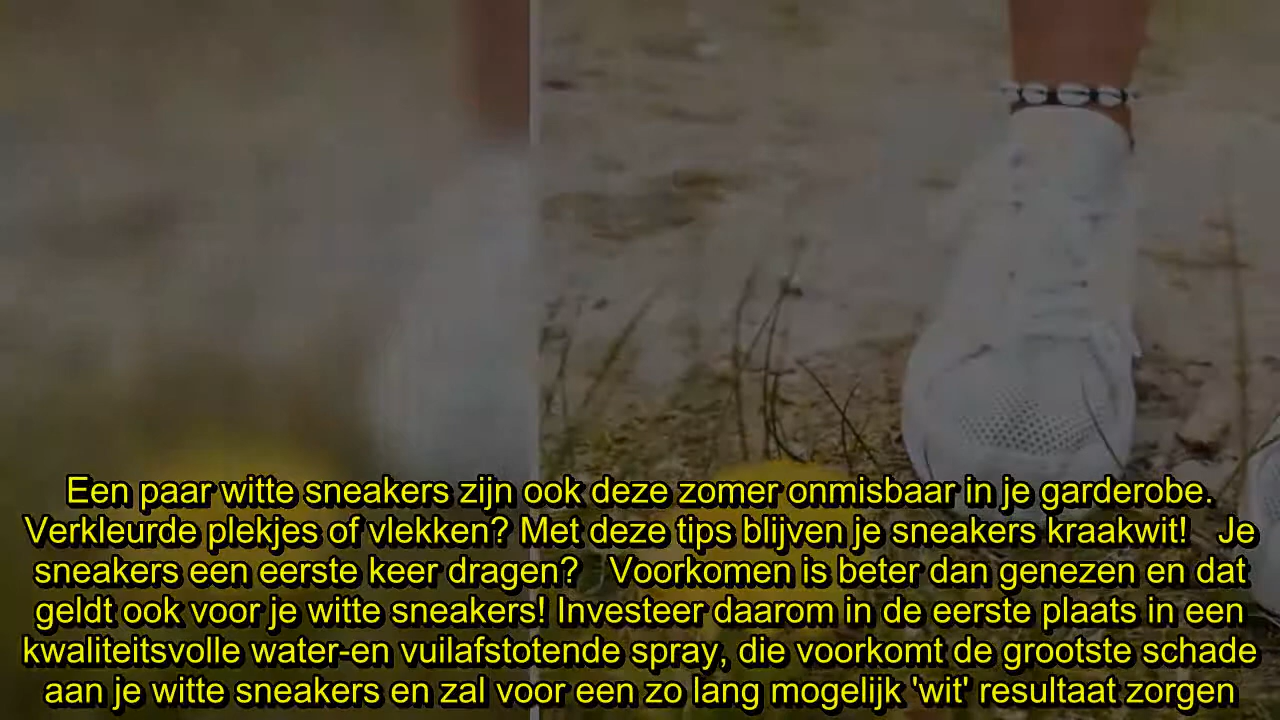 Een paar witte sneakers zijn ook deze zomer onmisbaar in je garderobe.
Verkleurde plekjes of vlekken? Met deze tips blijven je sneakers kraakwit!   Je
sneakers een eerste keer dragen?   Voorkomen is beter dan genezen en dat
geldt ook voor je witte sneakers! Investeer daarom in de eerste plaats in een
kwaliteitsvolle water-en vuilafstotende spray, die voorkomt de grootste schade
aan je witte sneakers en zal voor een zo lang mogelijk 'wit' resultaat zorgen